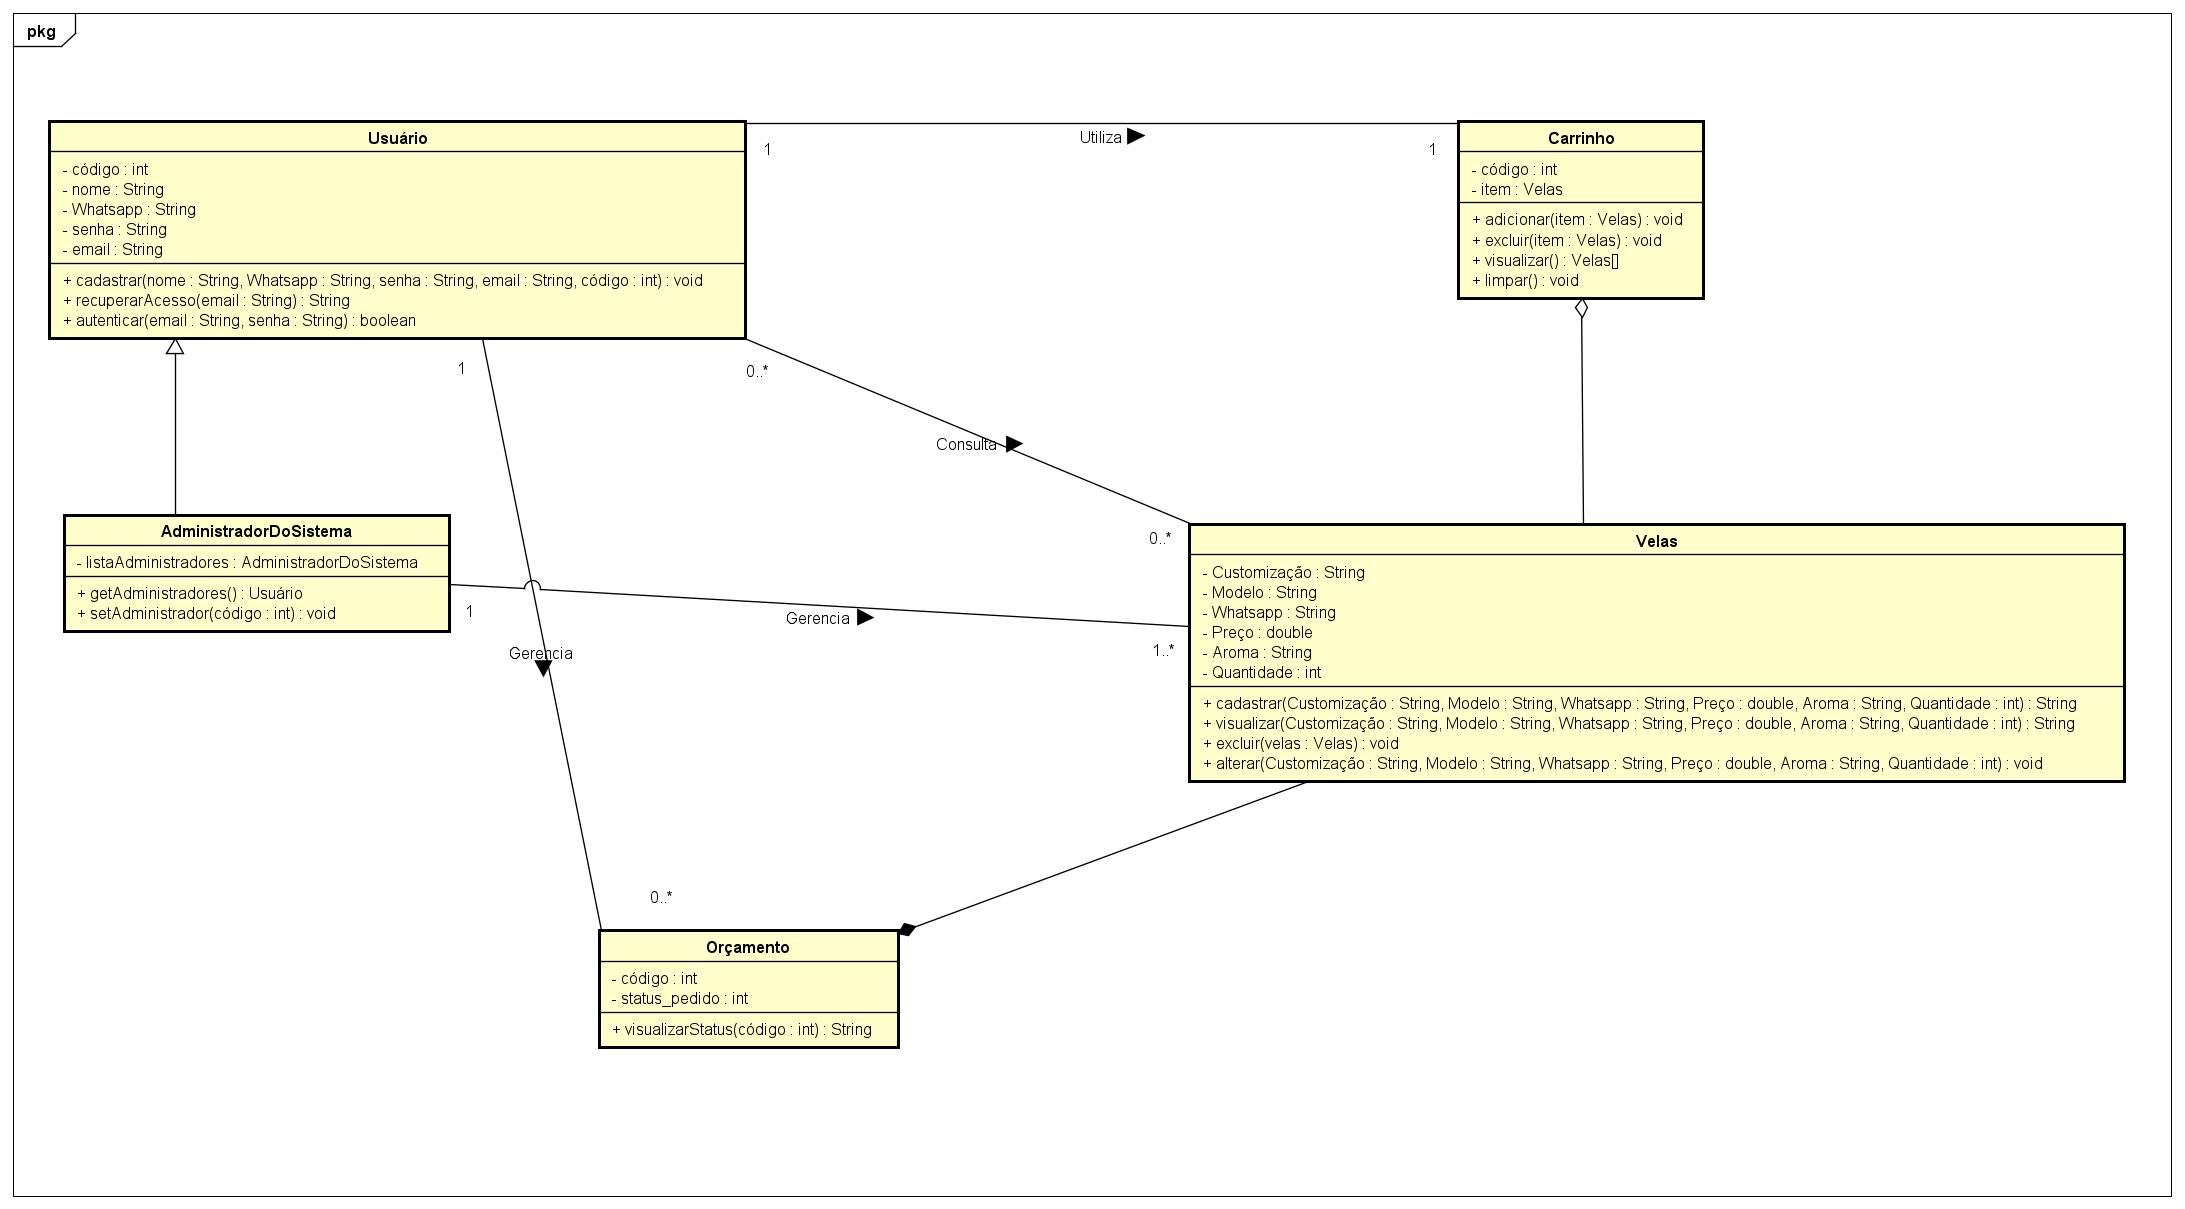 pkg
Usuário
- código : int
- nome : String
- Whatsapp : String
- senha : String
- email : String
+ cadastrar(nome : String, Whatsapp : String, senha : String, email : String, código : int) : void
+ recuperarAcesso(email : String) : String
+ autenticar(email : String, senha : String) : boolean
1
Utiliza
1
Carrinho
- código : int
- item : Velas
+ adicionar(item : Velas) : void
+ excluir(item : Velas) : void
+ visualizar() : Velas[]
+ limpar() : void
1
0..*
Consulta
0..*
AdministradorDoSistema
- listaAdministradores : AdministradorDoSistema
+ getAdministradores() : Usuário
+ setAdministrador(código : int) : void
1
Gerencia
1..*
Gerencia
Velas
- Customização : String
- Modelo : String
- Whatsapp : String
- Preço : double
- Aroma : String
- Quantidade : int
+ cadastrar(Customização : String, Modelo : String, Whatsapp : String, Preço : double, Aroma : String, Quantidade : int) : String
+ visualizar(Customização : String, Modelo : String, Whatsapp : String, Preço : double, Aroma : String, Quantidade : int) : String
+ excluir(velas : Velas) : void
+ alterar(Customização : String, Modelo : String, Whatsapp : String, Preço : double, Aroma : String, Quantidade : int) : void
0..*
Orçamento
- código : int
- status_pedido : int
+ visualizarStatus(código : int) : String